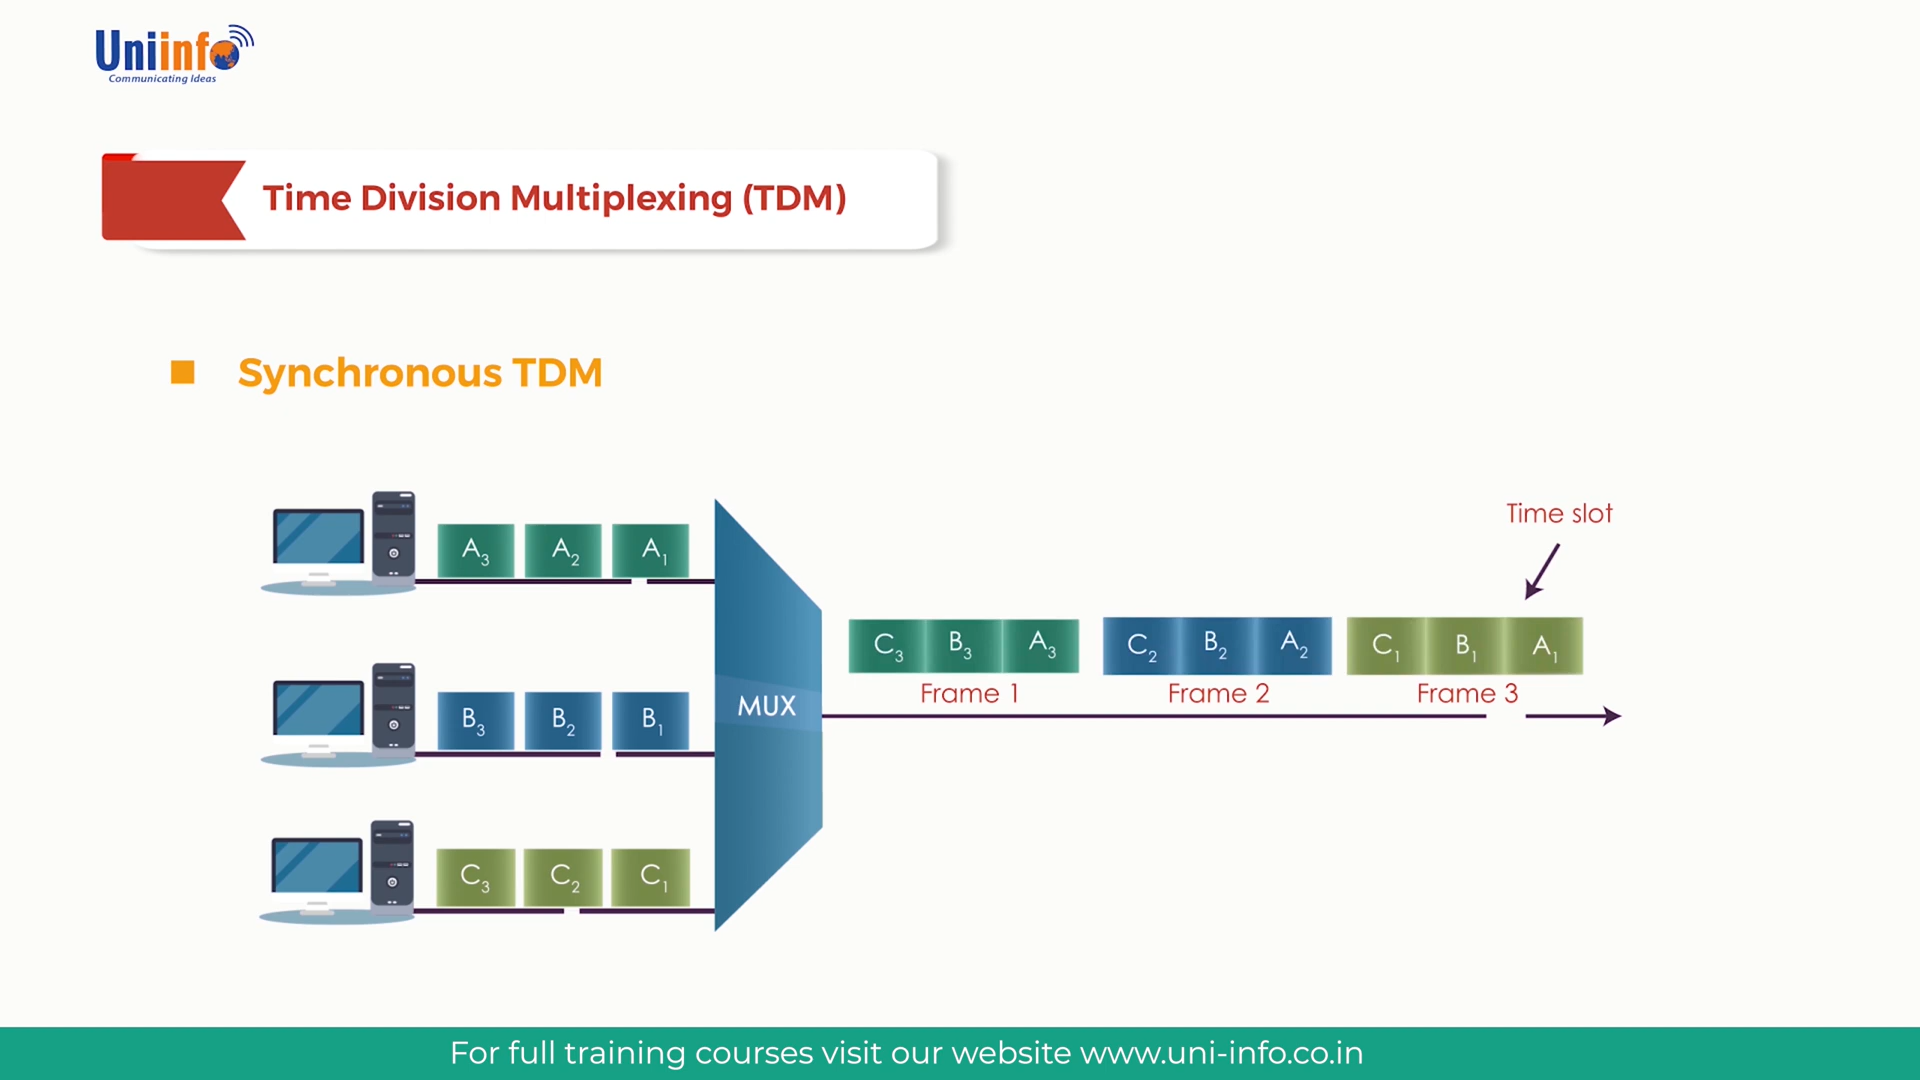 Uniinfo
Communicating Ideas
Time Division Multiplexing (TDM)
Synchronous TDM
Time slot
A3 A2 A1
C3 B3 A3 C2 B2 A2 C1 B1 A1
Frame 1 Frame 2 Frame 3
B3 B2 B1
MUX
C3 C2 C1
For full training courses visit our website www.uni-info.co.in